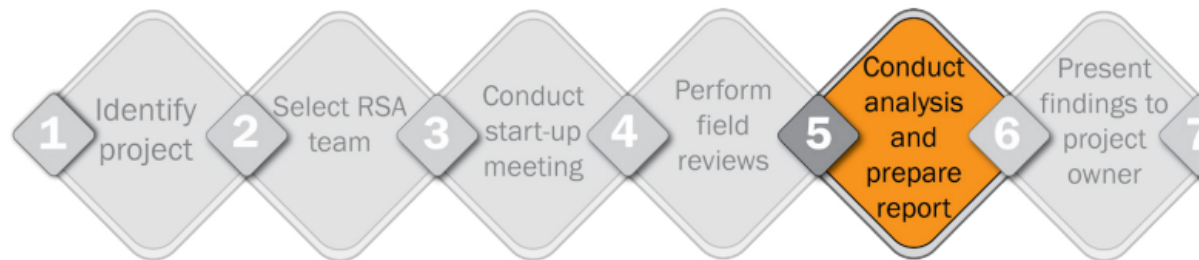 1
Identify
project
2
Select RSA
team
3
Conduct
start-up
meeting
4
Perform
field
reviews
5
Conduct
analysis
and
prepare
report
6
Present
findings to
project
owner
7